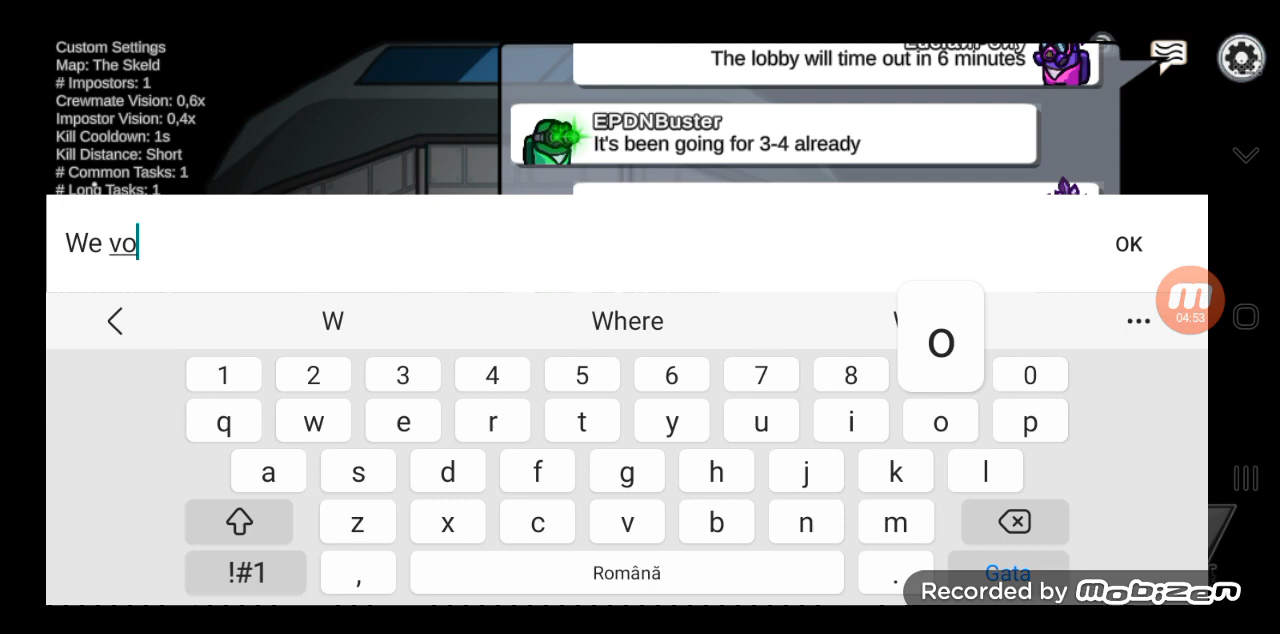 Custom Settings
Map: The Skeld
# Impostors: 1
Crewmate Vision: 0,6x
Impostor Vision: 0,4x
Kill Cooldown: 1s
Kill Distance: Short
# Common Tasks: 1
# Long Tasks: 1
The lobby will time out in 6 minutes
EPDNBuster
It's been going for 3-4 already
We vo
OK
04:53
W Where
o
1 2 3 4 5 6 7 8 0
q w e r t y u i o p
a s d f g h j k l
z x c v b n m
!#1 , Română . Gata
Recorded by mobizen